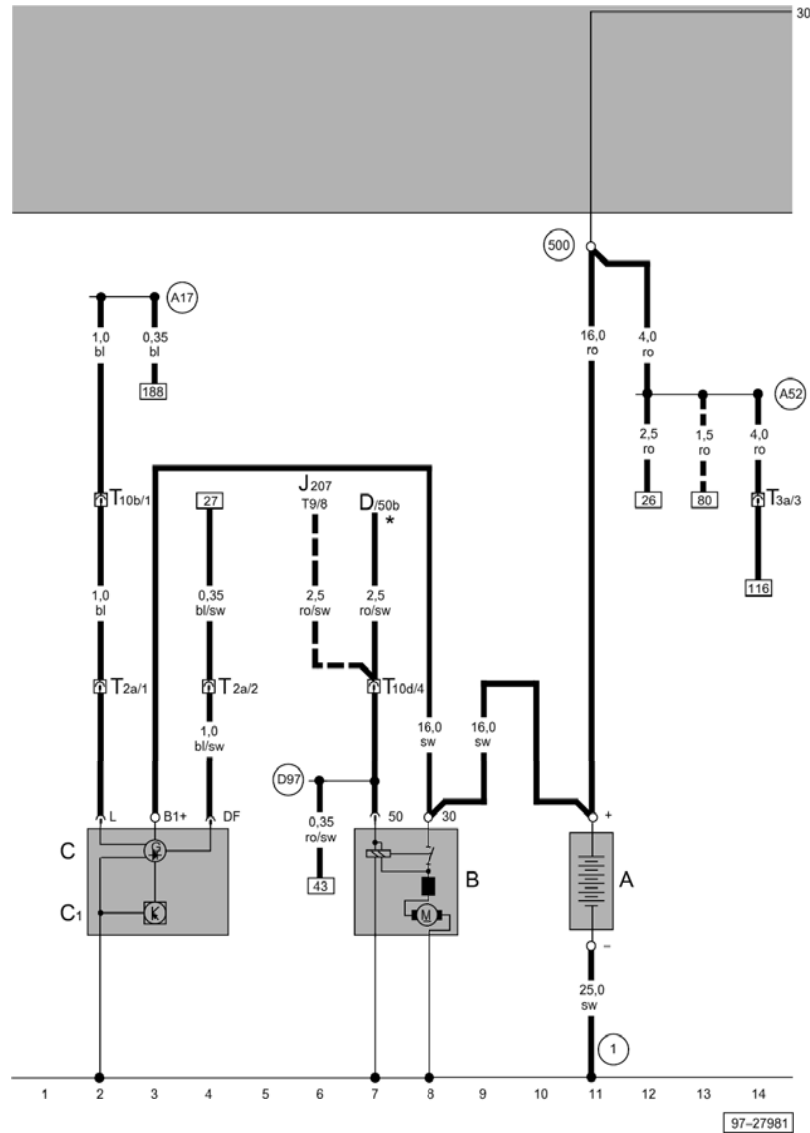 30
500
A17
1,0
bl
0,35
bl
16,0
ro
4,0
ro
188
A52
2,5
ro
1,5
ro
4,0
ro
J207
T9/8
D/50b
*
T10b/1
27
26
80
T3a/3
116
1,0
bl
0,35
bl/sw
2,5
ro/sw
2,5
ro/sw
T2a/1
T2a/2
T10d/4
1,0
bl/sw
16,0
sw
16,0
sw
D97
L
B1+
DF
0,35
ro/sw
50
30
+
C
G
B
A
43
C1
K
M
–
25,0
sw
1
1 2 3 4 5 6 7 8 9 10 11 12 13 14
97–27981